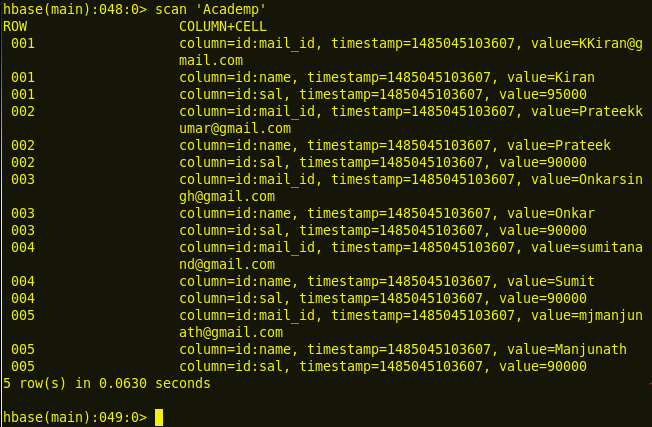 hbase(main):048:0> scan 'Academp'
ROW                   COLUMN+CELL
 001                  column=id:mail_id, timestamp=1485045103607, value=KKiran@g
                      mail.com
 001                  column=id:name, timestamp=1485045103607, value=Kiran
 001                  column=id:sal, timestamp=1485045103607, value=95000
 002                  column=id:mail_id, timestamp=1485045103607, value=Prateekk
                      umar@gmail.com
 002                  column=id:name, timestamp=1485045103607, value=Prateek
 002                  column=id:sal, timestamp=1485045103607, value=90000
 003                  column=id:mail_id, timestamp=1485045103607, value=Onkarsin
                      gh@gmail.com
 003                  column=id:name, timestamp=1485045103607, value=Onkar
 003                  column=id:sal, timestamp=1485045103607, value=90000
 004                  column=id:mail_id, timestamp=1485045103607, value=sumitana
                      nd@gmail.com
 004                  column=id:name, timestamp=1485045103607, value=Sumit
 004                  column=id:sal, timestamp=1485045103607, value=90000
 005                  column=id:mail_id, timestamp=1485045103607, value=mjmanjun
                      ath@gmail.com
 005                  column=id:name, timestamp=1485045103607, value=Manjunath
 005                  column=id:sal, timestamp=1485045103607, value=90000
5 row(s) in 0.0630 seconds

hbase(main):049:0>